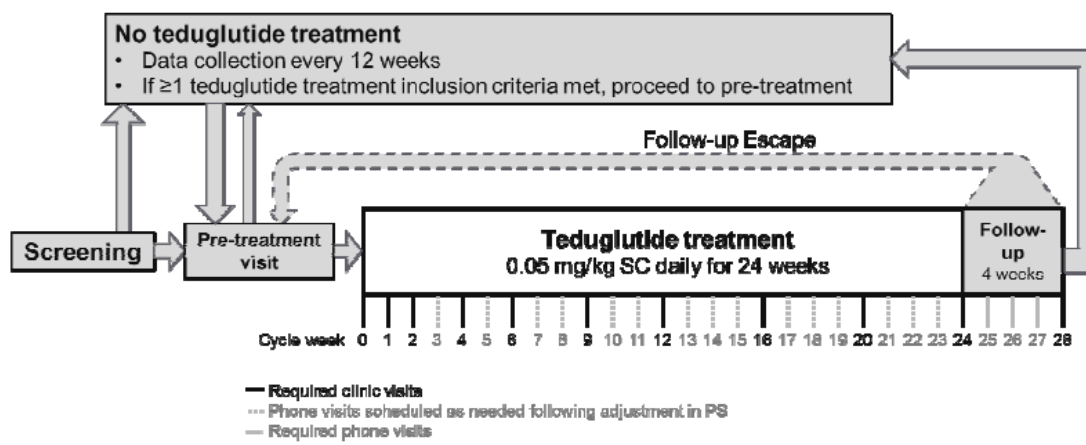 No teduglutide treatment
• Data collection every 12 weeks
• If ≥1 teduglutide treatment inclusion criteria met, proceed to pre-treatment
Follow-up Escape
Screening
Pre-treatment
visit
Teduglutide treatment
0.05 mg/kg SC daily for 24 weeks
Follow-
up
4 weeks
Cycle week 0 1 2 3 4 5 6 7 8 9 10 11 12 13 14 15 16 17 18 19 20 21 22 23 24 25 26 27 28
Required clinic visits
Phone visits scheduled as needed following adjustment in PS
Required phone visits